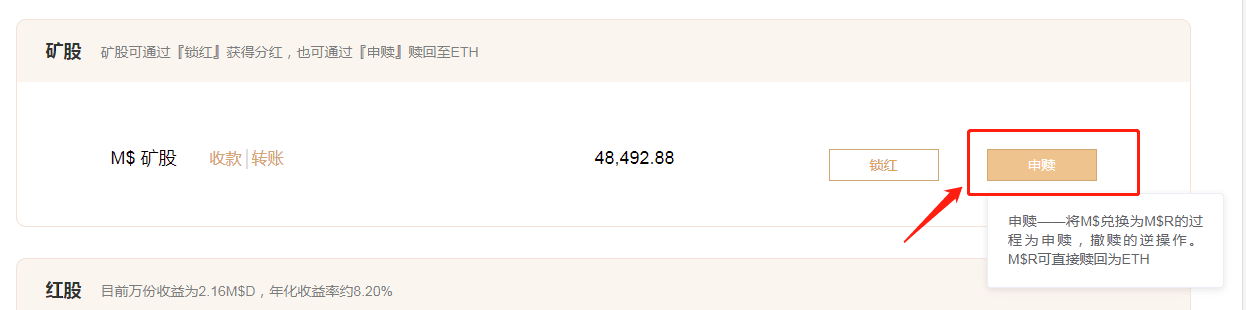 矿股 矿股可通过『锁红』获得分红，也可通过『申赎』赎回至ETH
M$ 矿股 收款 | 转账 48,492.88 锁红 申赎
申赎——将M$兑换为M$R的过
程为申赎，撤赎的逆操作。
M$R可直接赎回为ETH
红股 目前万份收益为2.16M$D，年化收益率约8.20%